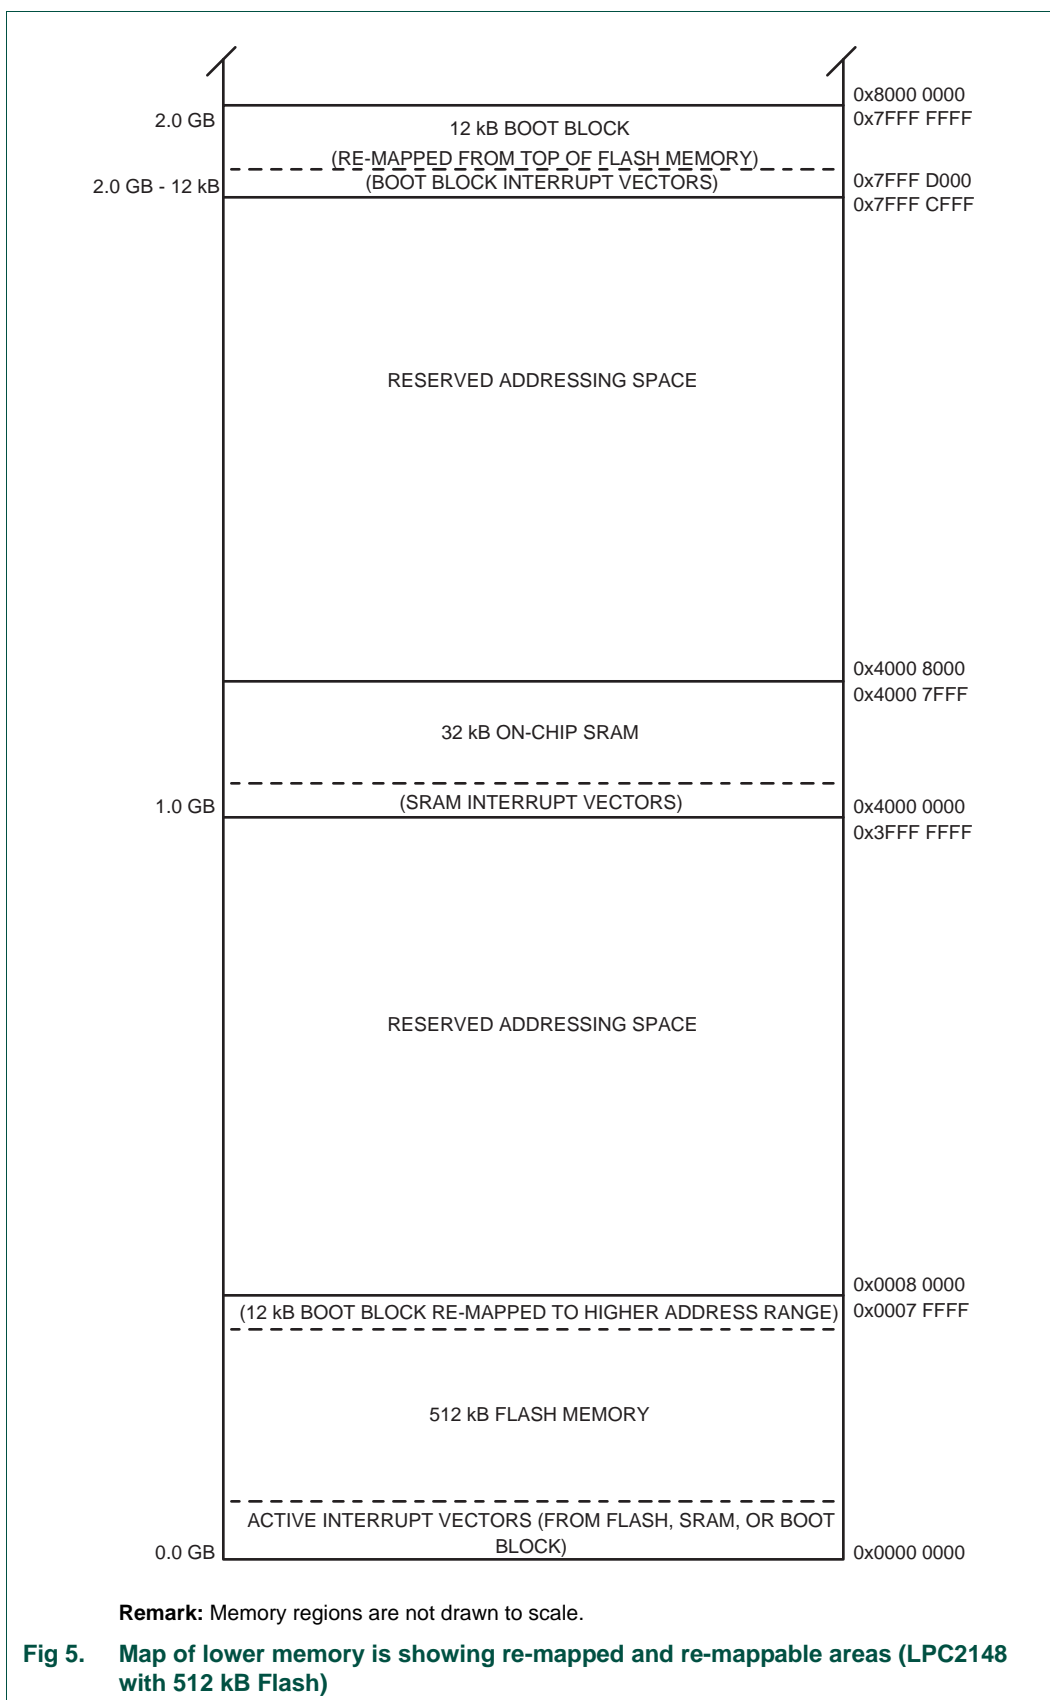 0x8000 0000
2.0 GB
12 kB BOOT BLOCK
0x7FFF FFFF
(RE-MAPPED FROM TOP OF FLASH MEMORY)
2.0 GB - 12 kB
(BOOT BLOCK INTERRUPT VECTORS)
0x7FFF D000
0x7FFF CFFF
RESERVED ADDRESSING SPACE
0x4000 8000
0x4000 7FFF
32 kB ON-CHIP SRAM
1.0 GB
(SRAM INTERRUPT VECTORS)
0x4000 0000
0x3FFF FFFF
RESERVED ADDRESSING SPACE
0x0008 0000
(12 kB BOOT BLOCK RE-MAPPED TO HIGHER ADDRESS RANGE)
0x0007 FFFF
512 kB FLASH MEMORY
ACTIVE INTERRUPT VECTORS (FROM FLASH, SRAM, OR BOOT
BLOCK)
0.0 GB
0x0000 0000
Remark: Memory regions are not drawn to scale.
Fig 5. Map of lower memory is showing re-mapped and re-mappable areas (LPC2148
with 512 kB Flash)